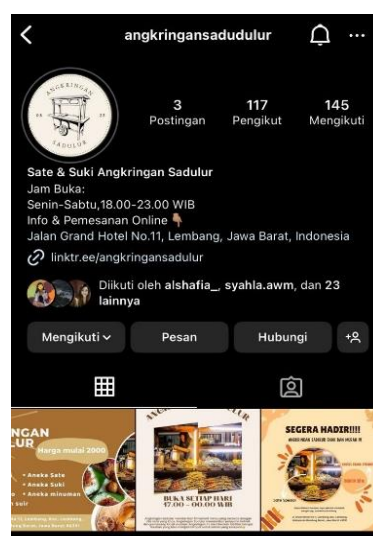 angkringansadudulur
ANGKRINGAN
SADULUR
3
Postingan
117
Pengikut
145
Mengikuti
Sate & Suki Angkringan Sadulur
Jam Buka:
Senin-Sabtu,18.00-23.00 WIB
Info & Pemesanan Online
Jalan Grand Hotel No.11, Lembang, Jawa Barat, Indonesia
linktr.ee/angkringansadulur
Diikuti oleh alshafia_, syahla.awm, dan 23
lainnya
Mengikuti
Pesan
Hubungi
NGAN
LUR
Harga mulai 2000
• Aneka Sate
• Aneka Suki
• Aneka minuman
BUKA SETIAP HARI
17.00 - 00.00 WIB
SEGERA HADIR!!!!